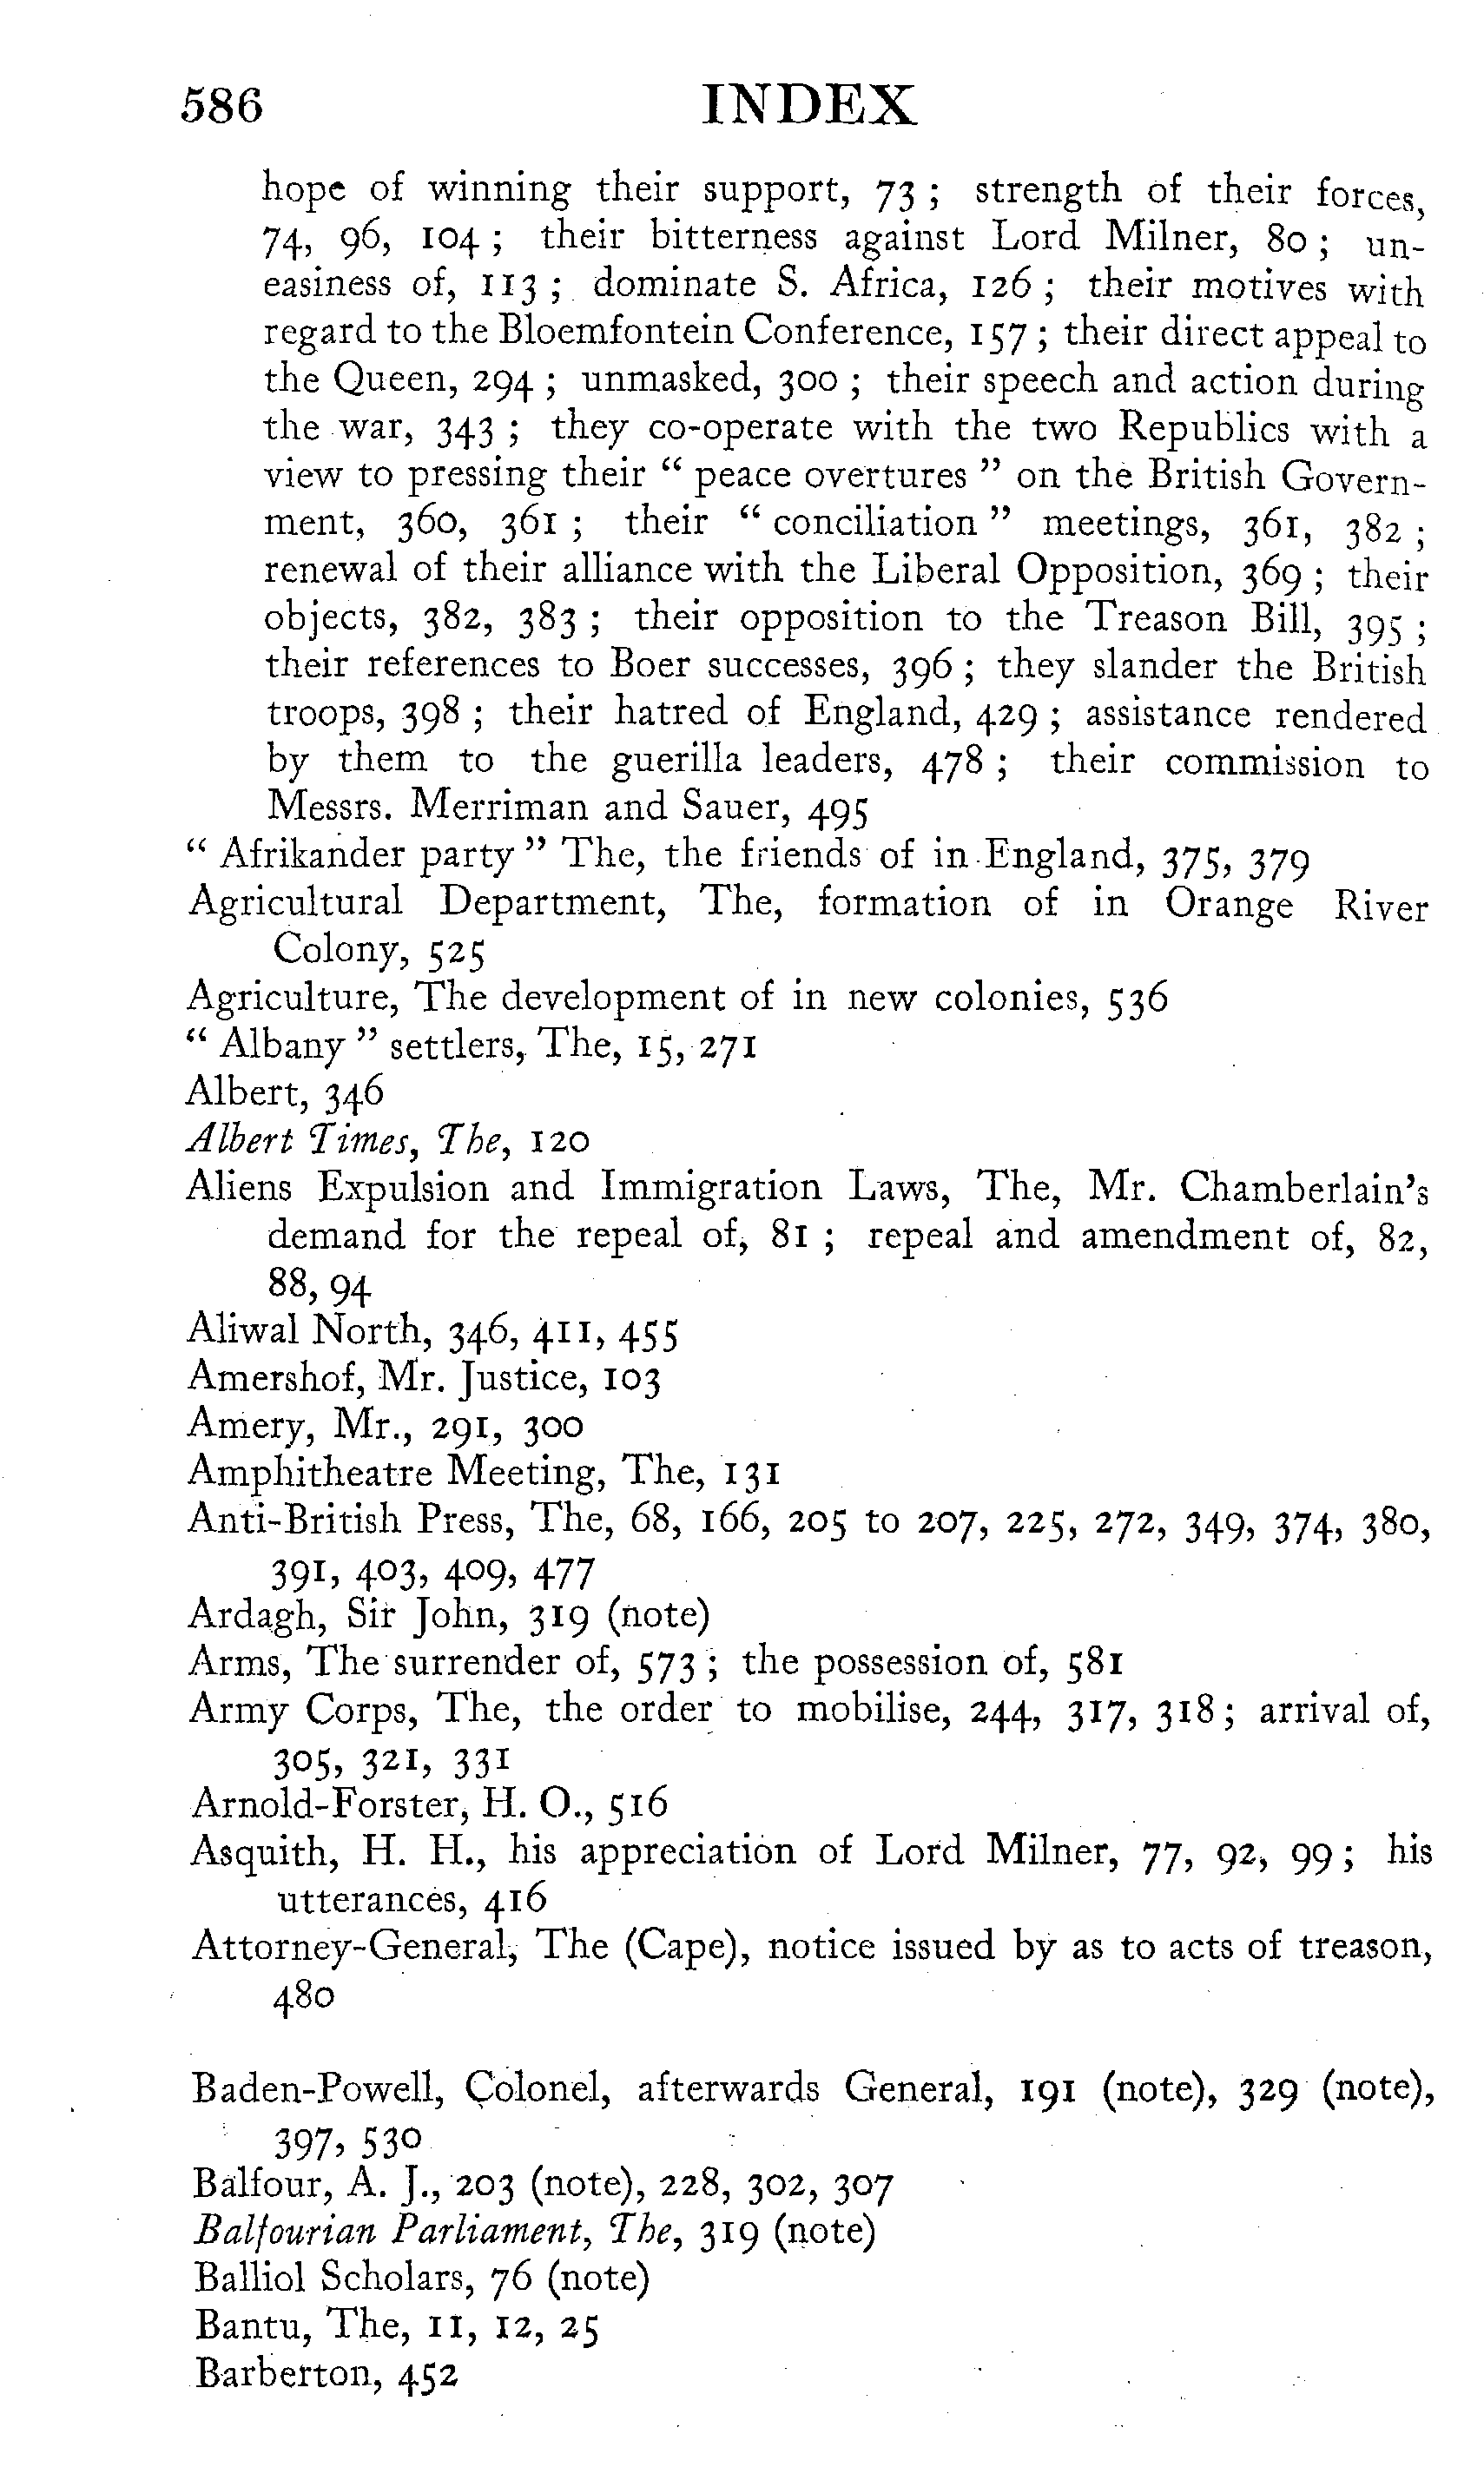 586 INDEX
hope of winning their support, 73 ; strength of their forces,
74, 96, 104 ; their bitterness against Lord Milner, 80 ; un-
easiness of, 113 ; dominate S. Africa, 126 ; their motives with
regard to the Bloemfontein Conference, 157 ; their direct appeal to
the Queen, 294 ; unmasked, 300 ; their speech and action during
the war, 343 ; they co-operate with the two Republics with a
view to pressing their “ peace overtures ” on the British Govern-
ment, 360, 361 ; their “ conciliation ” meetings, 361, 382 ;
renewal of their alliance with the Liberal Opposition, 369 ; their
objects, 382, 383 ; their opposition to the Treason Bill, 395 ;
their references to Boer successes, 396 ; they slander the British
troops, 398 ; their hatred of England, 429 ; assistance rendered
by them to the guerilla leaders, 478 ; their commission to
Messrs. Merriman and Sauer, 495
“ Afrikander party ” The, the friends of in England, 375, 379
Agricultural Department, The, formation of in Orange River
Colony, 525
Agriculture, The development of in new colonies, 536
“ Albany ” settlers, The, 15, 271
Albert, 346
Albert Times, The, 120
Aliens Expulsion and Immigration Laws, The, Mr. Chamberlain's
demand for the repeal of, 81 ; repeal and amendment of, 82,
88, 94
Aliwal North, 346, 411, 455
Amershof, Mr. Justice, 103
Amery, Mr., 291, 300
Amphitheatre Meeting, The, 131
Anti-British Press, The, 68, 166, 205 to 207, 225, 272, 349, 374, 380,
391, 403, 409, 477
Ardagh, Sir John, 319 (note)
Arms, The surrender of, 573 ; the possession of, 581
Army Corps, The, the order to mobilise, 244, 317, 318 ; arrival of,
305, 321, 331
Arnold-Forster, H. O., 516
Asquith, H. H., his appreciation of Lord Milner, 77, 92, 99 ; his
utterances, 416
Attorney-General, The (Cape), notice issued by as to acts of treason,
480
Baden-Powell, Colonel, afterwards General, 191 (note), 329 (note),
397, 530
Balfour, A. J., 203 (note), 228, 302, 307
Balfourian Parliament, The, 319 (note)
Balliol Scholars, 76 (note)
Bantu, The, 11, 12, 25
Barberton, 452